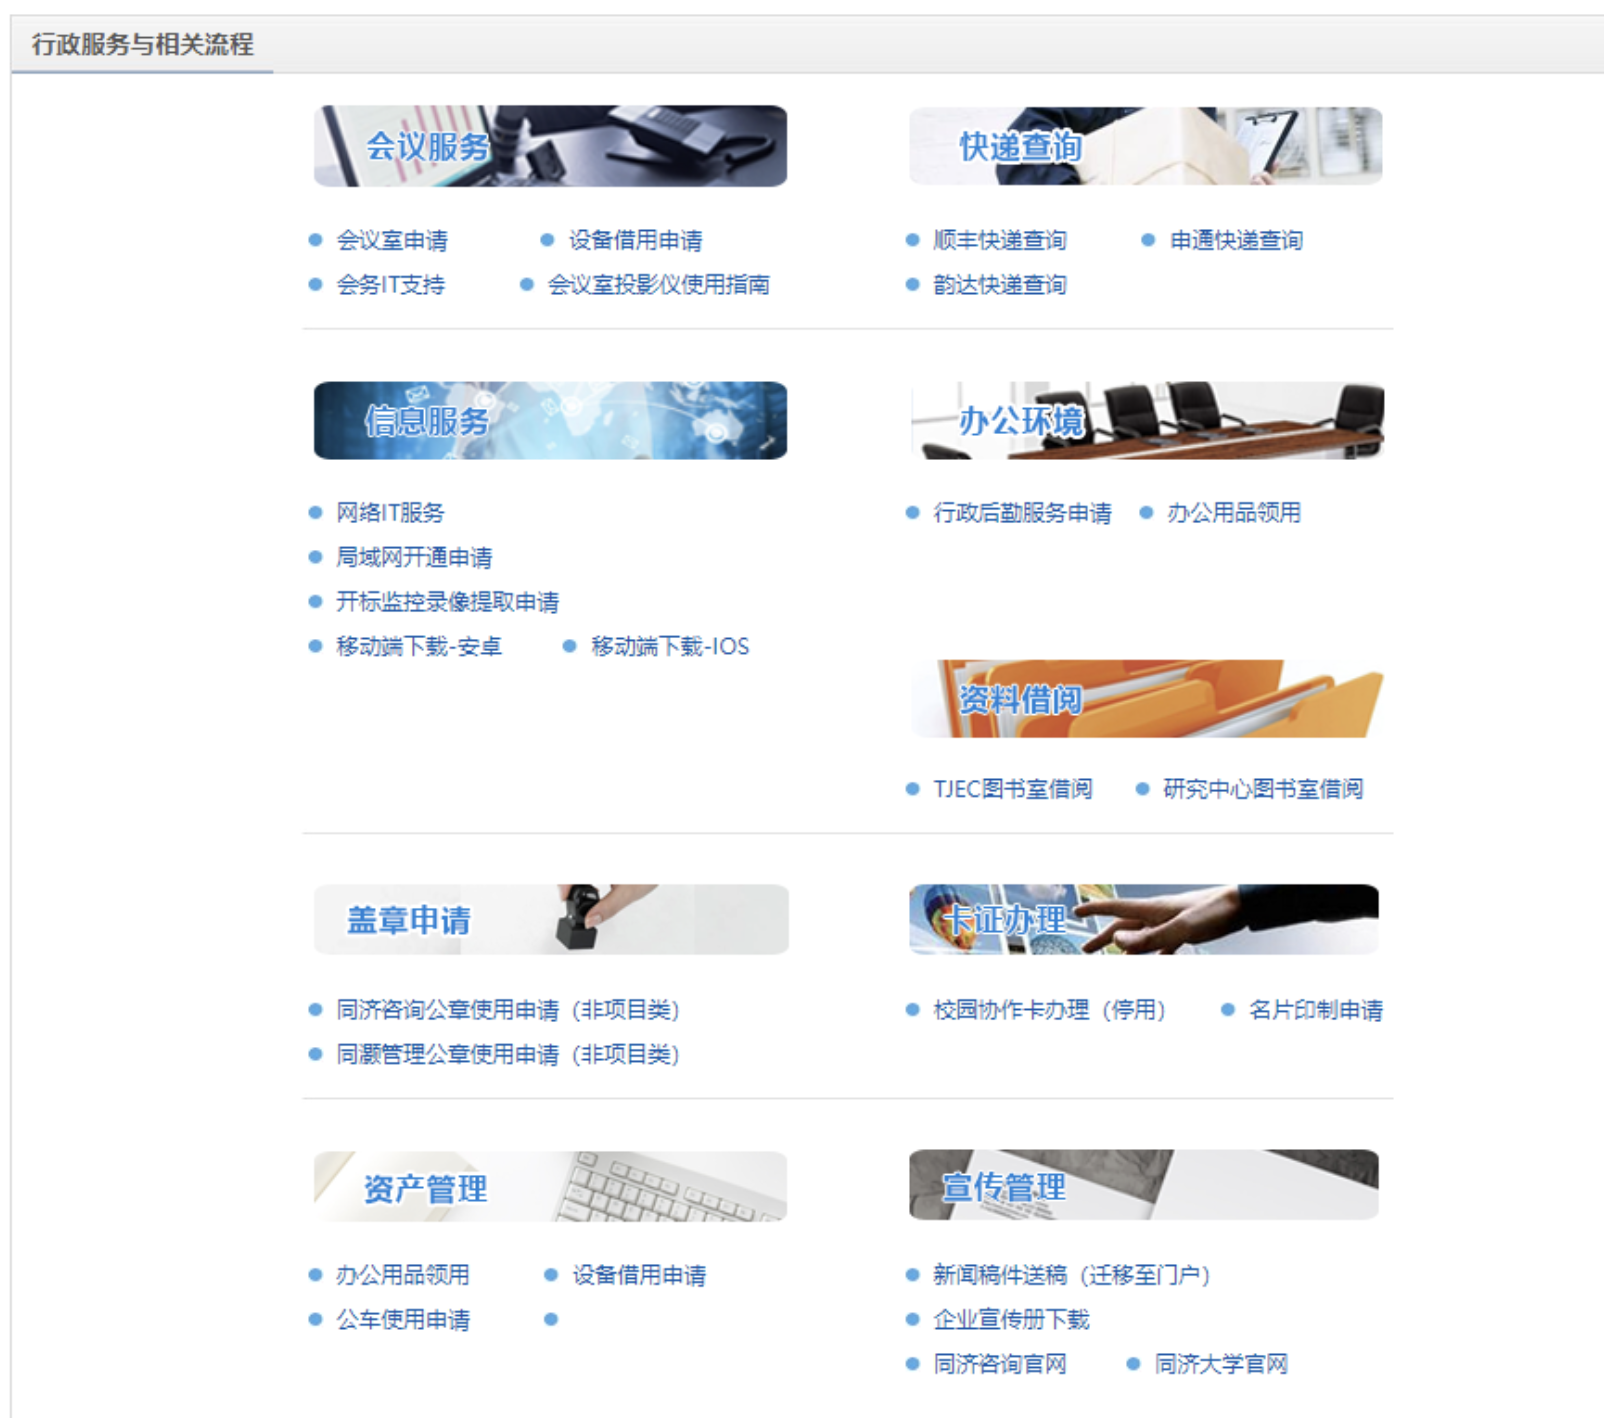 行政服务与相关流程
会议服务
会议室申请 设备借用申请
会务IT支持 会议室投影仪使用指南
快递查询
顺丰快递查询 申通快递查询
韵达快递查询
信息服务
网络IT服务
局域网开通申请
开标监控录像提取申请
移动端下载-安卓 移动端下载-IOS
办公环境
行政后勤服务申请 办公用品领用
资料借阅
TJEC图书室借阅 研究中心图书室借阅
盖章申请
同济咨询公章使用申请（非项目类）
同灏管理公章使用申请（非项目类）
卡证办理
校园协作卡办理（停用） 名片印制申请
资产管理
办公用品领用 设备借用申请
公车使用申请
宣传管理
新闻稿件送稿（迁移至门户）
企业宣传册下载
同济咨询官网 同济大学官网